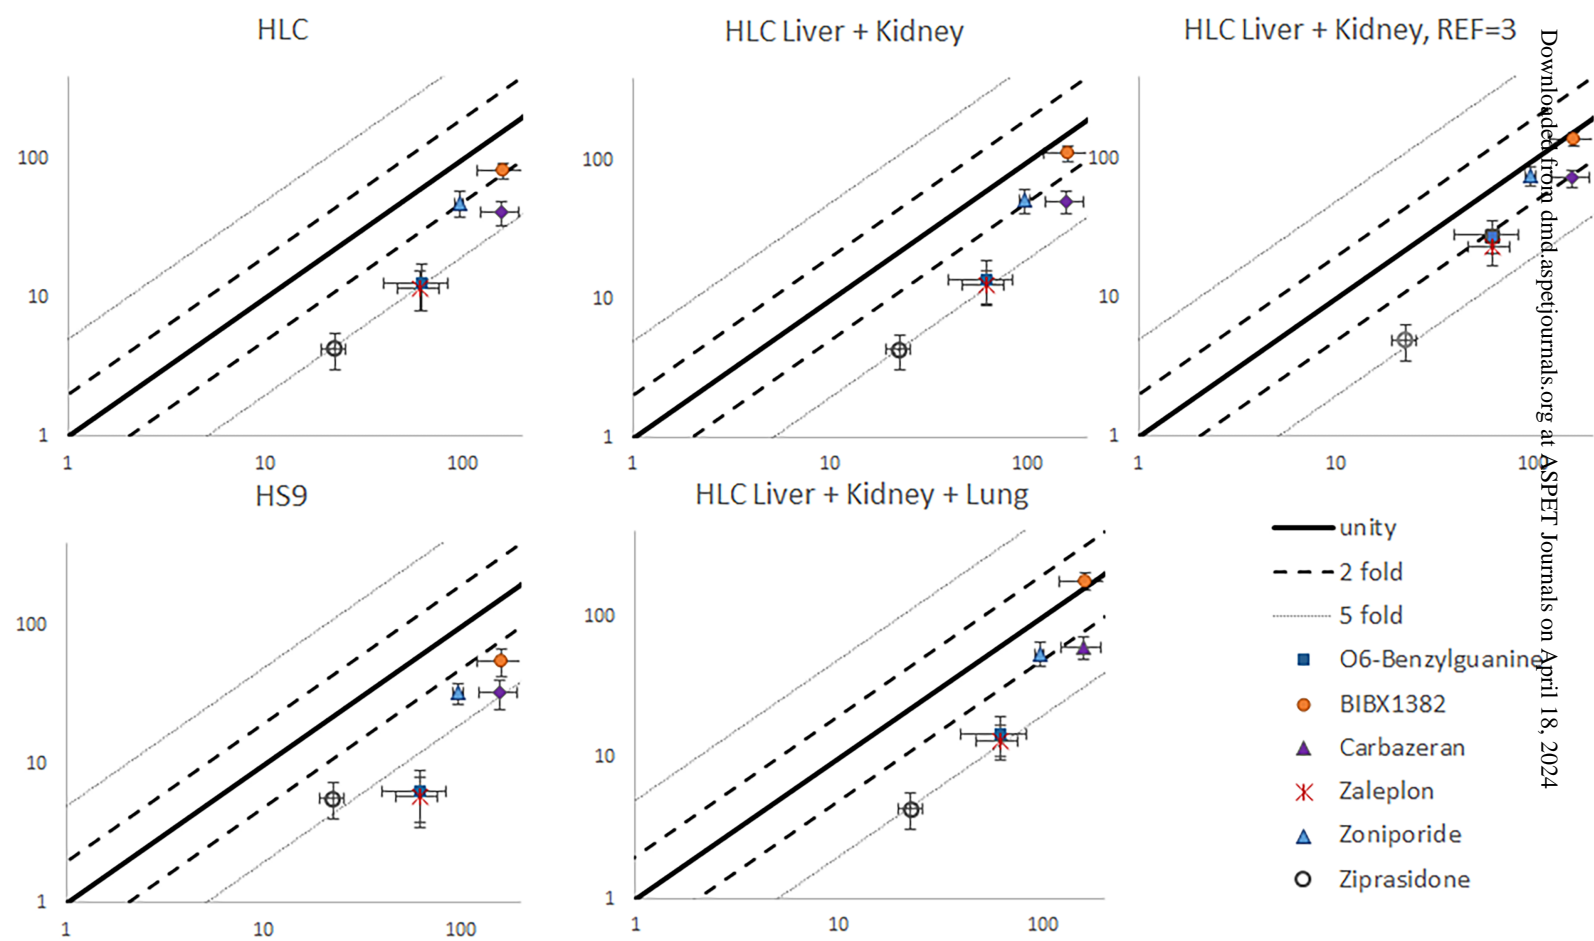 HLC
100
10
1
1
10
100
HLC Liver + Kidney
100
10
1
1
10
100
HLC Liver + Kidney, REF=3
100
10
1
1
10
100
HS9
100
10
1
1
10
100
HLC Liver + Kidney + Lung
100
10
1
1
10
100
unity
2 fold
5 fold
O6-Benzylguanine
BIBX1382
Carbazeran
Zaleplon
Zoniporide
Ziprasidone
Downloaded from dmd.aspetjournals.org at ASPET Journals on April 18, 2024